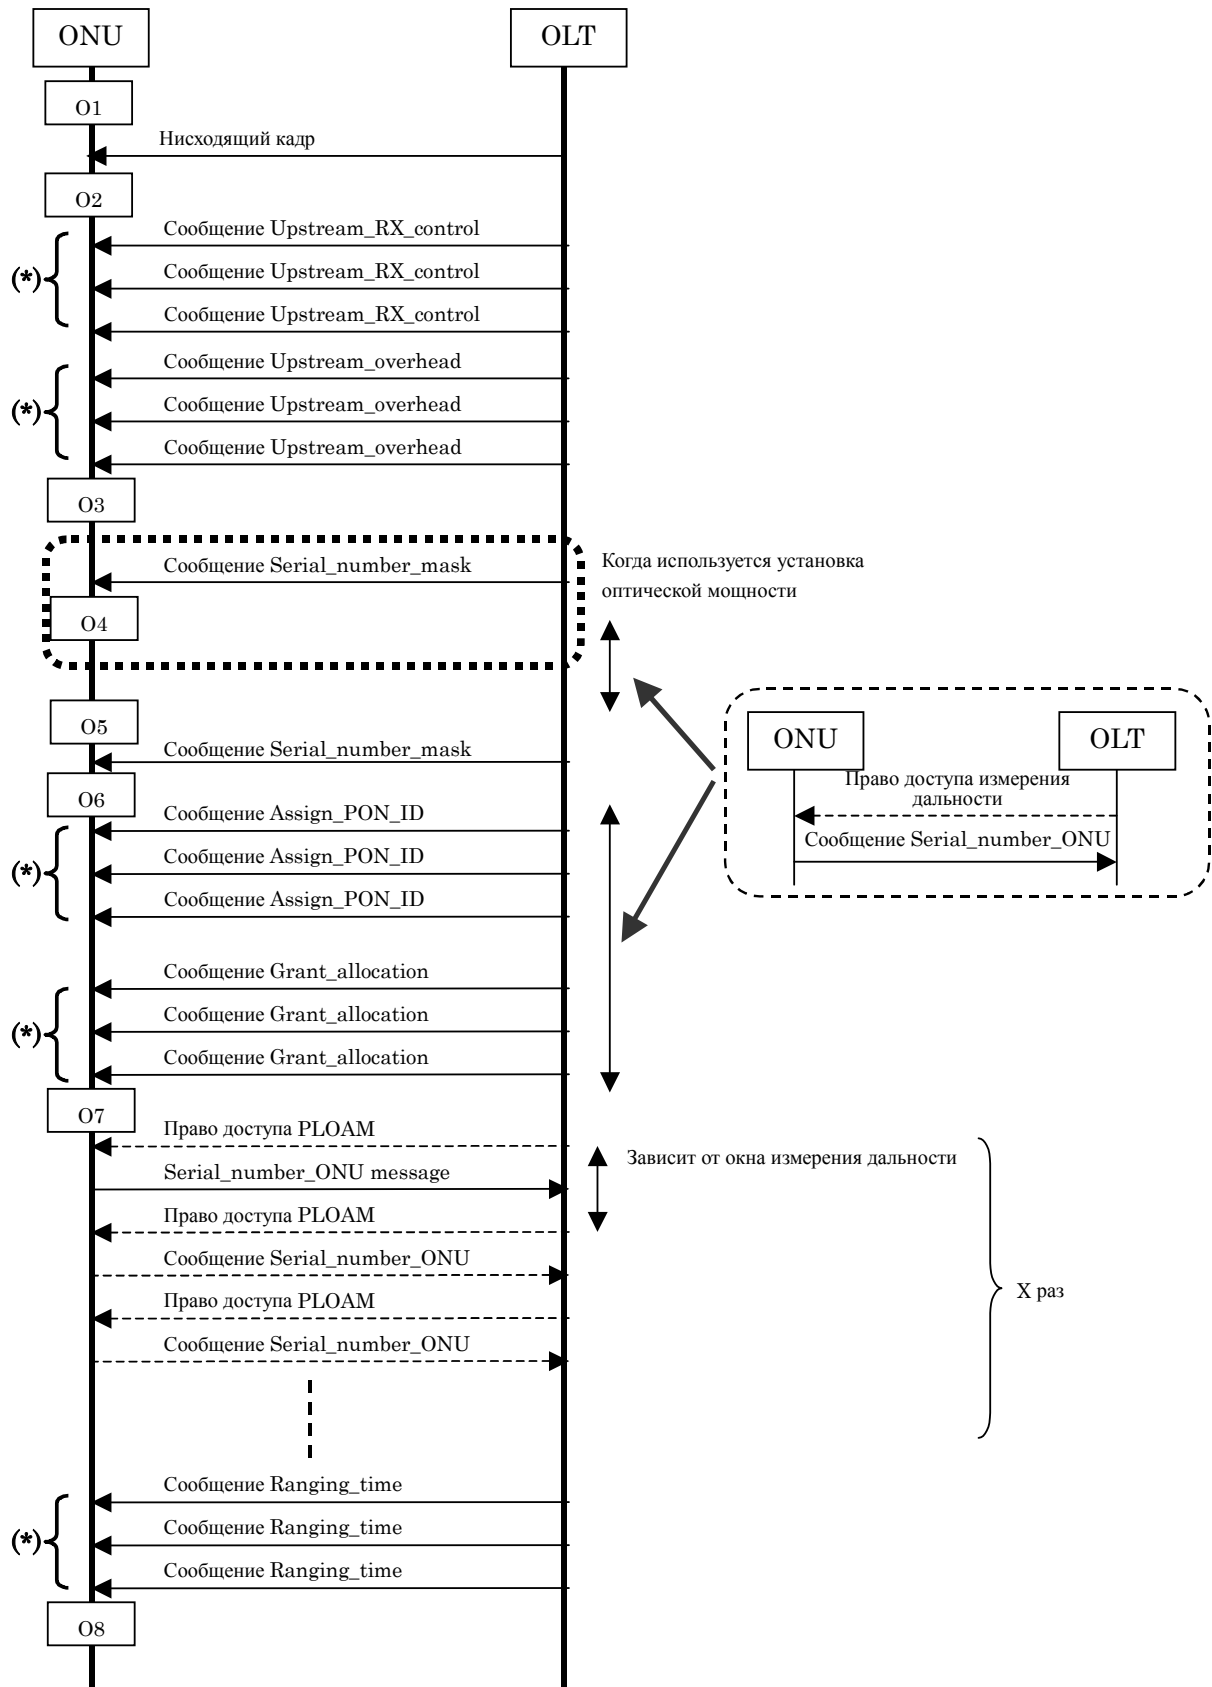 ONU
OLT
O1
Нисходящий кадр
O2
Сообщение Upstream_RX_control
(*)
Сообщение Upstream_RX_control
Сообщение Upstream_RX_control
Сообщение Upstream_overhead
(*)
Сообщение Upstream_overhead
Сообщение Upstream_overhead
O3
Сообщение Serial_number_mask
Когда используется установка
оптической мощности
O4
O5
Сообщение Serial_number_mask
ONU
OLT
Право доступа измерения
дальности
Сообщение Serial_number_ONU
O6
Сообщение Assign_PON_ID
Сообщение Assign_PON_ID
(*)
Сообщение Assign_PON_ID
Сообщение Grant_allocation
Сообщение Grant_allocation
(*)
Сообщение Grant_allocation
O7
Право доступа PLOAM
Зависит от окна измерения дальности
Serial_number_ONU message
Право доступа PLOAM
Сообщение Serial_number_ONU
Право доступа PLOAM
X раз
Сообщение Serial_number_ONU
Сообщение Ranging_time
Сообщение Ranging_time
(*)
Сообщение Ranging_time
O8